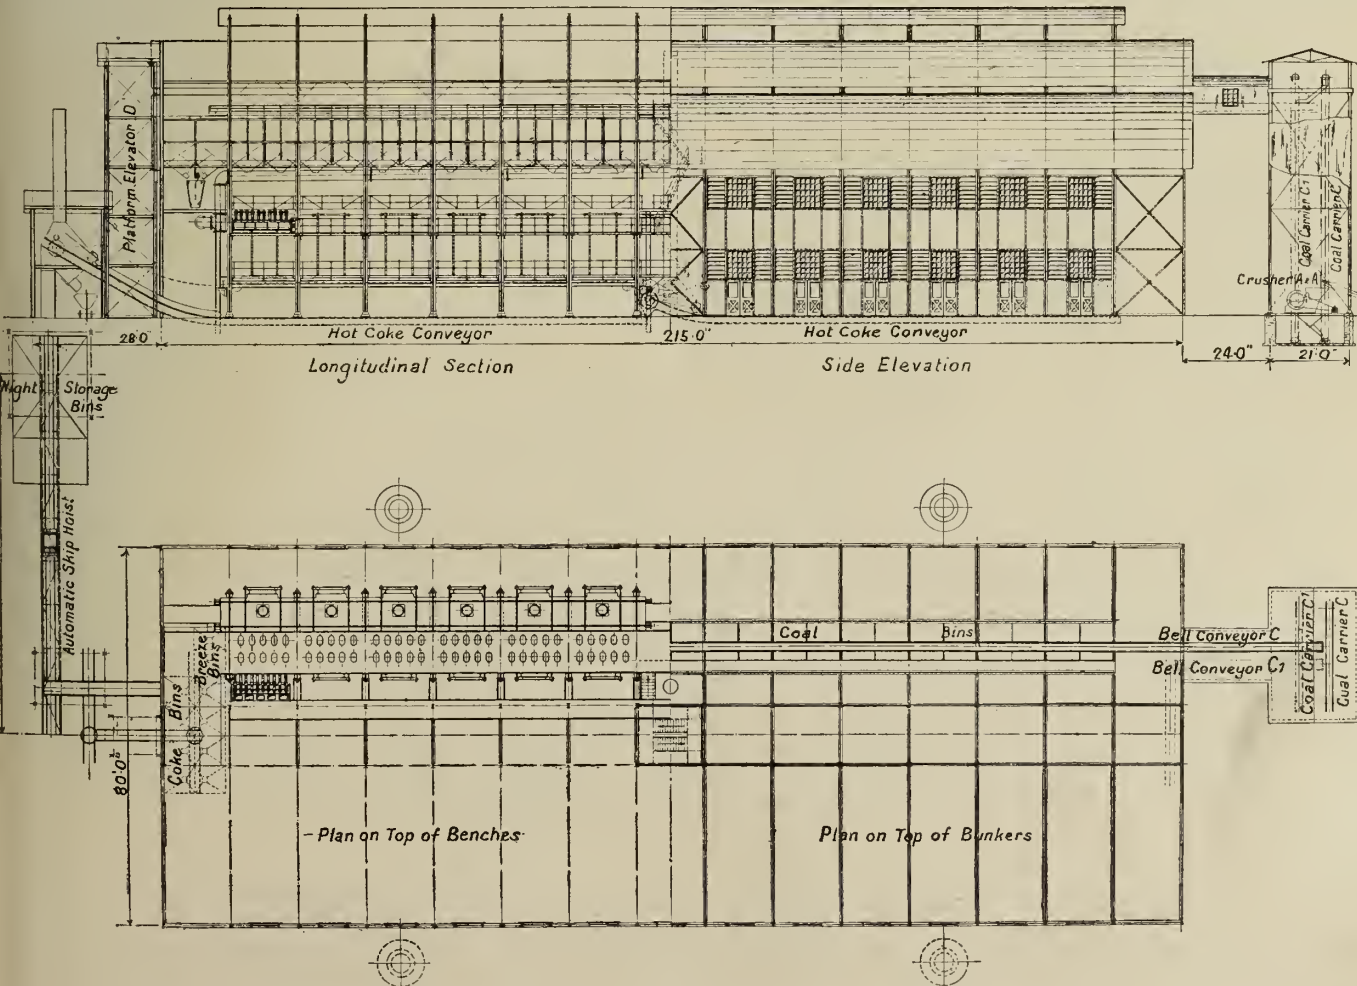 Platform Elevator D
Coal Carrier C1
Coal Carrier C
Crusher A & A1
Hot Coke Conveyor
Hot Coke Conveyor
28·0
215·0"
24·0"
21·0"
Longitudinal Section
Side Elevation
Night Storage
Bins
Automatic Skip Hoist
Breeze
Bins
Coke Bins
80'·0"
Coal Bins
Bell Conveyor C
Bell Conveyor C1
Coal Carrier C1
Coal Carrier C
-Plan on Top of Benches-
Plan on Top of Bunkers